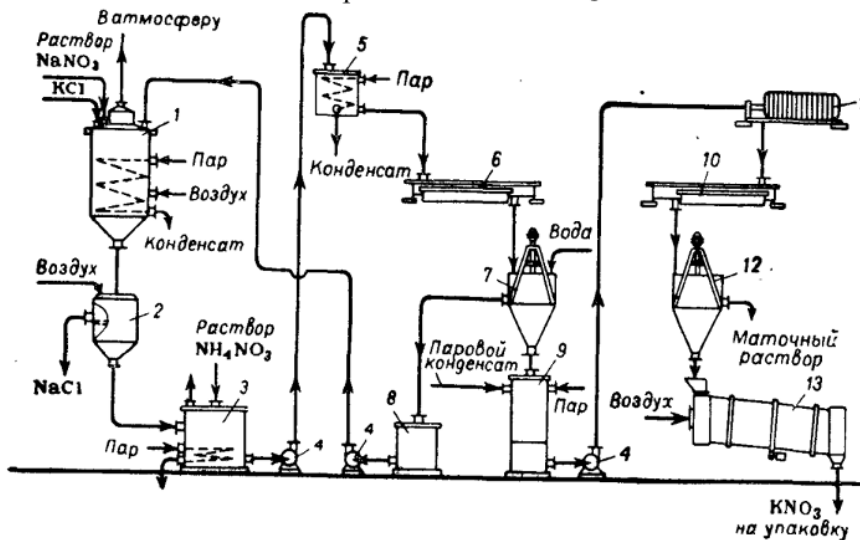 В атмосферу
Раствор
NaNO₃
KCl
1
Пар
Воздух
Конденсат
Воздух
2
NaCl
Раствор
NH₄NO₃
3
Пар
4
4
5
Пар
Конденсат
6
Вода
7
Паровой
конденсат
9
Пар
8
4
10
12
Маточный
раствор
13
Воздух
KNO₃
на упаковку